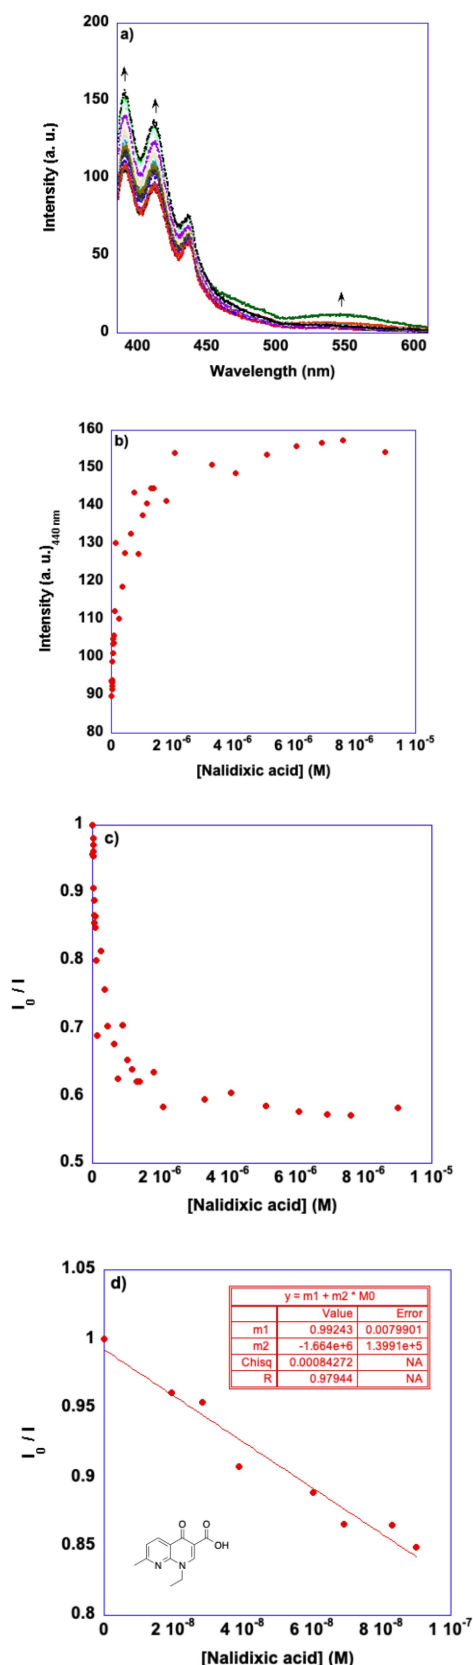 a)
200
150
100
50
0
Intensity (a. u.)
400 450 500 550 600
Wavelength (nm)
b)
160
150
140
130
120
110
100
90
80
Intensity (a. u.)440 nm
0 2 10-6 4 10-6 6 10-6 8 10-6 1 10-5
[Nalidixic acid] (M)
c)
1
0.9
0.8
0.7
0.6
0.5
I0 / I
0 2 10-6 4 10-6 6 10-6 8 10-6 1 10-5
[Nalidixic acid] (M)
d)
1.05
1
0.95
0.9
0.85
0.8
I0 / I
y = m1 + m2 * M0
Value Error
m1 0.99243 0.0079901
m2 -1.664e+6 1.3991e+5
Chisq 0.00084272 NA
R 0.97944 NA
O O
OH
N N
0 2 10-8 4 10-8 6 10-8 8 10-8 1 10-7
[Nalidixic acid] (M)